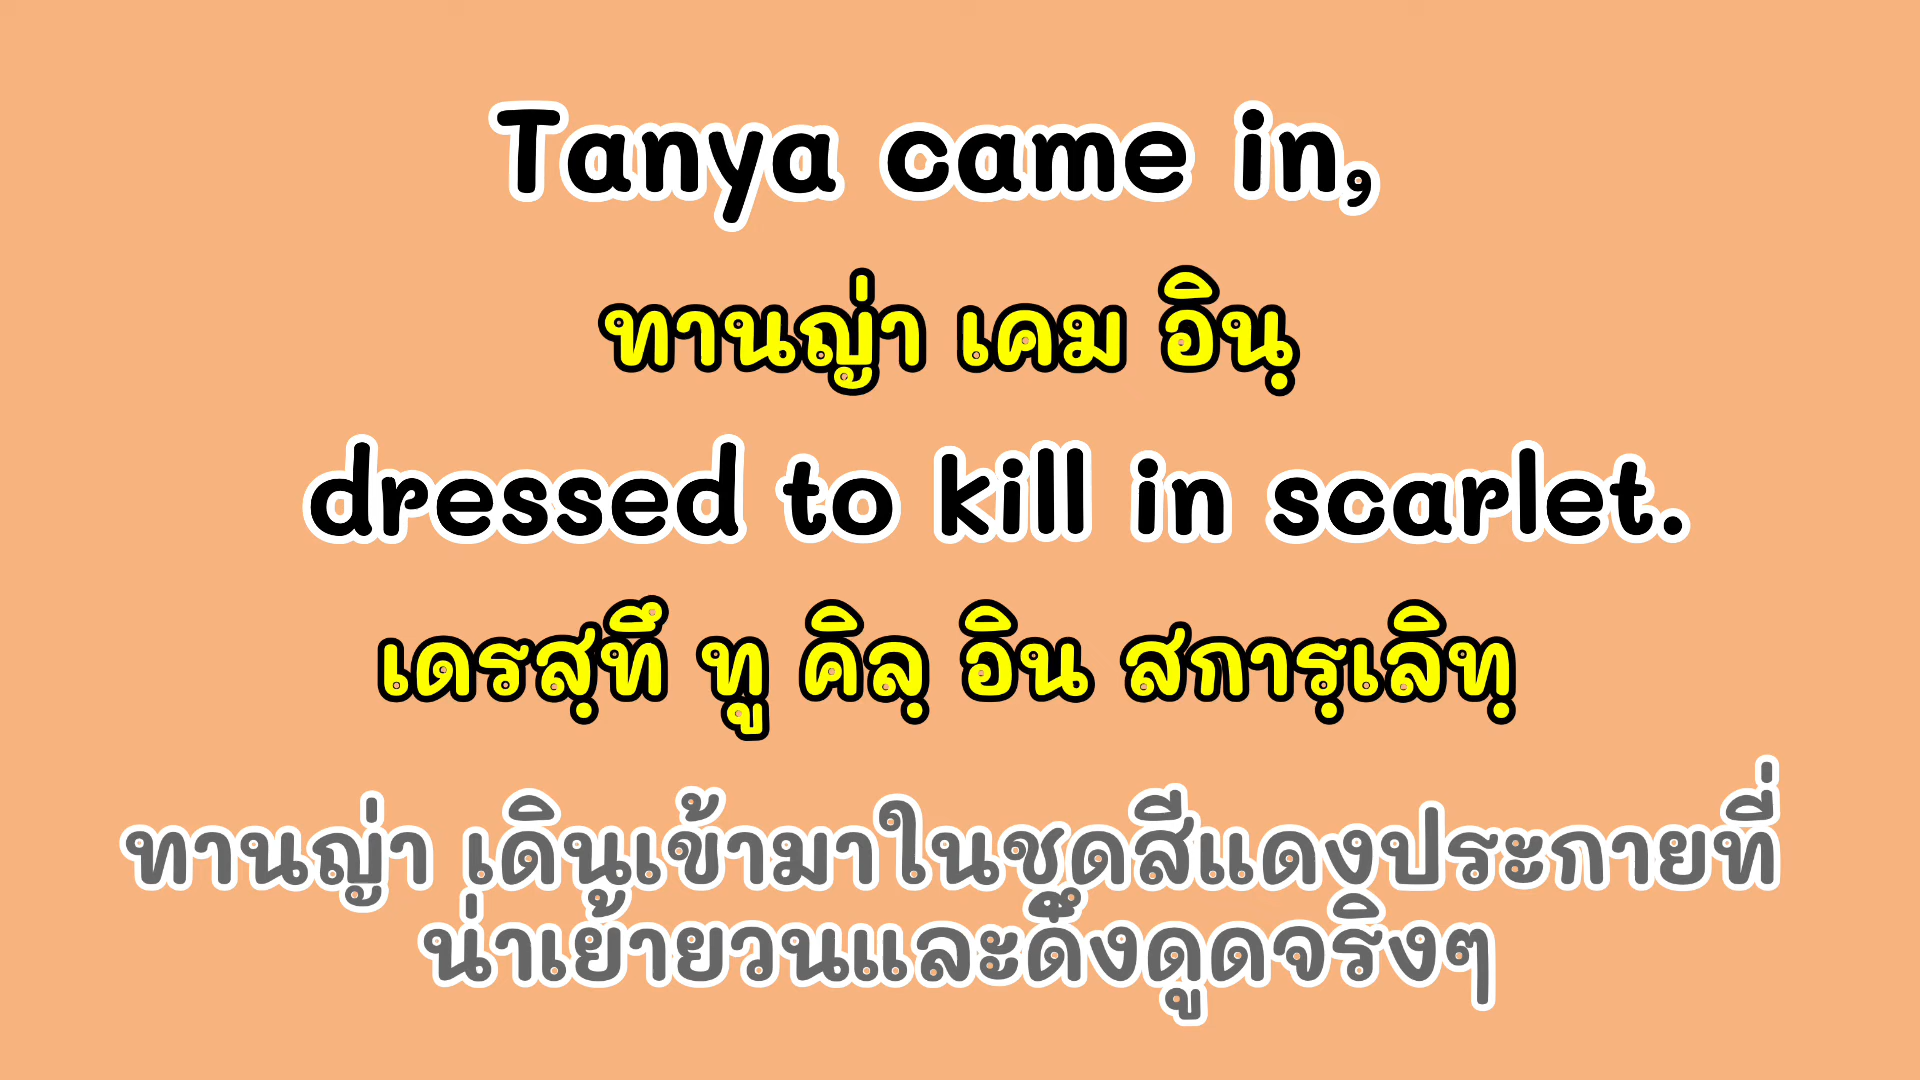 Tanya came in,
ทานญ่า เคม อินฺ
dressed to kill in scarlet.
เดรสฺทึ ทู คิลฺ อิน สการฺเลิทฺ
ทานญ่า เดินเข้ามาในชุดสีแดงประกายที่
น่าเย้ายวนและดึงดูดจริงๆ